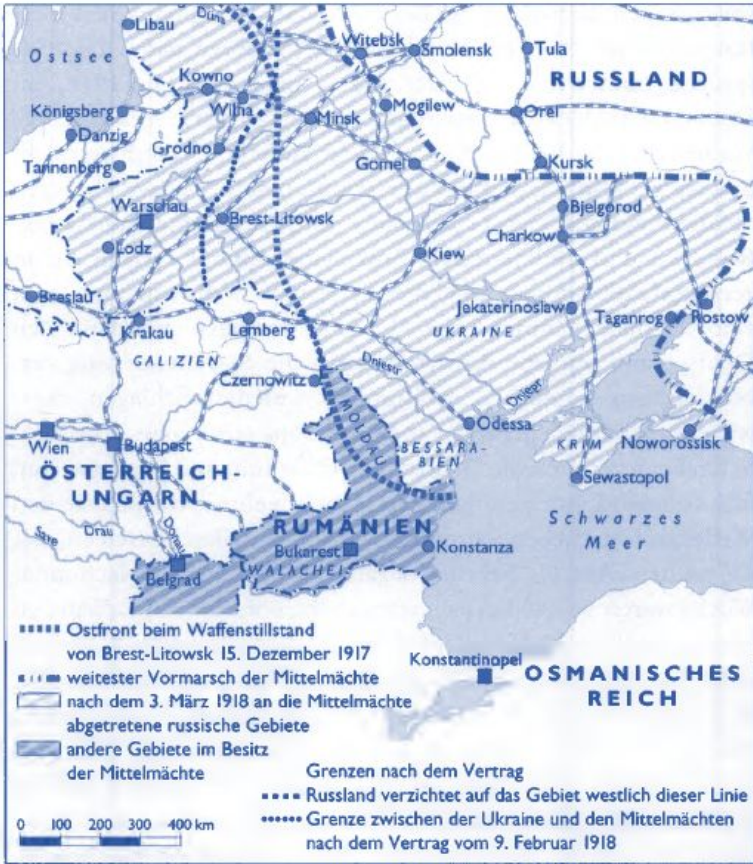 Libau
Düna
Ostsee
Witebsk
Smolensk
Tula
RUSSLAND
Kowno
Wilna
Königsberg
Danzig
Minsk
Mogilew
Orel
Grodno
Tannenberg
Gomel
Kursk
Warschau
Brest-Litowsk
Bjelgorod
Lodz
Charkow
Kiew
Breslau
Krakau
Lemberg
Jekaterinoslaw
Taganrog
Rostow
UKRAINE
GALIZIEN
Dnjestr
Czernowitz
Dnjepr
MOLDAU
Odessa
BESSARA-
BIEN
KRIM
Noworossisk
Wien
Budapest
ÖSTERREICH-
UNGARN
Sewastopol
Schwarzes
Meer
RUMÄNIEN
Drau
Save
Donau
Bukarest
Konstanza
Belgrad
WALACHEI
Ostfront beim Waffenstillstand
von Brest-Litowsk 15. Dezember 1917
weitester Vormarsch der Mittelmächte
nach dem 3. März 1918 an die Mittelmächte
abgetretene russische Gebiete
andere Gebiete im Besitz
der Mittelmächte
Konstantinopel
OSMANISCHES
REICH
Grenzen nach dem Vertrag
Russland verzichtet auf das Gebiet westlich dieser Linie
Grenze zwischen der Ukraine und den Mittelmächten
nach dem Vertrag vom 9. Februar 1918
0 100 200 300 400 km